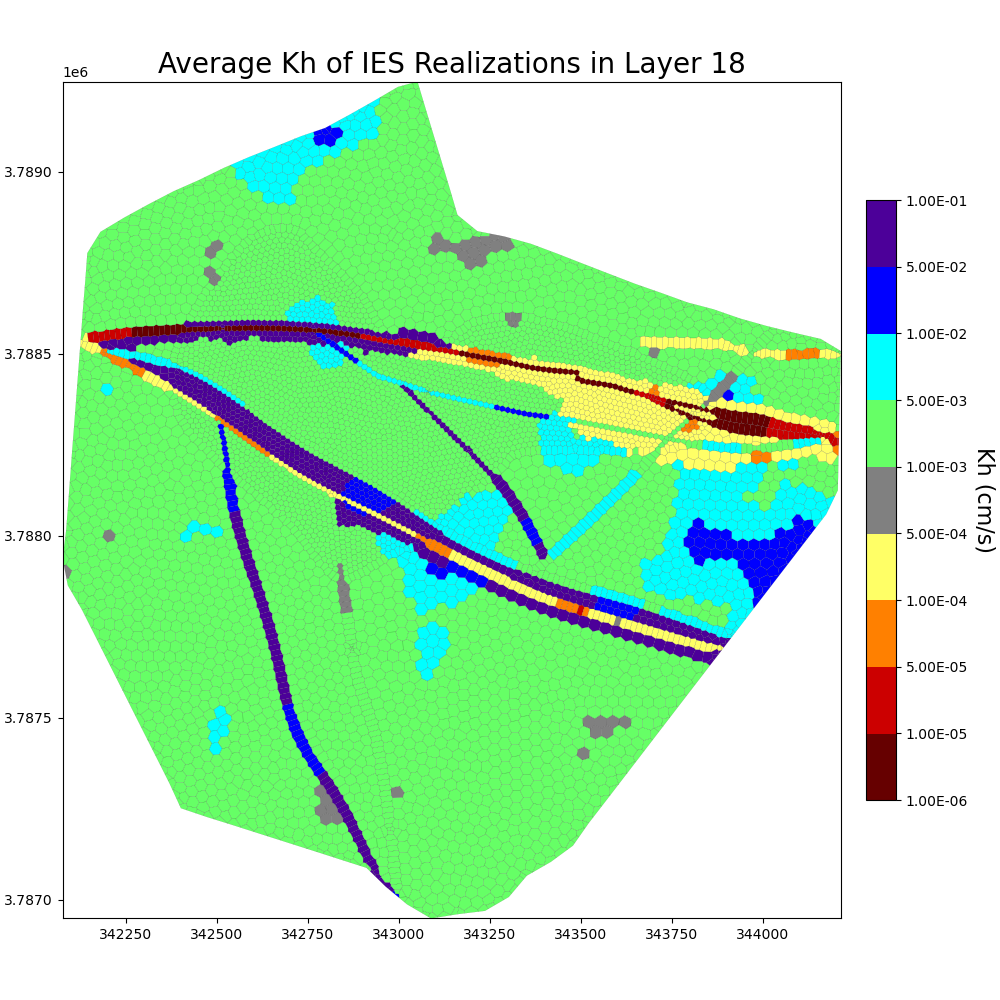 Average Kh of IES Realizations in Layer 18
1e6
3.7890
3.7885
3.7880
3.7875
3.7870
342250 342500 342750 343000 343250 343500 343750 344000
1.00E-01
5.00E-02
1.00E-02
5.00E-03
1.00E-03
5.00E-04
1.00E-04
5.00E-05
1.00E-05
1.00E-06
Kh (cm/s)